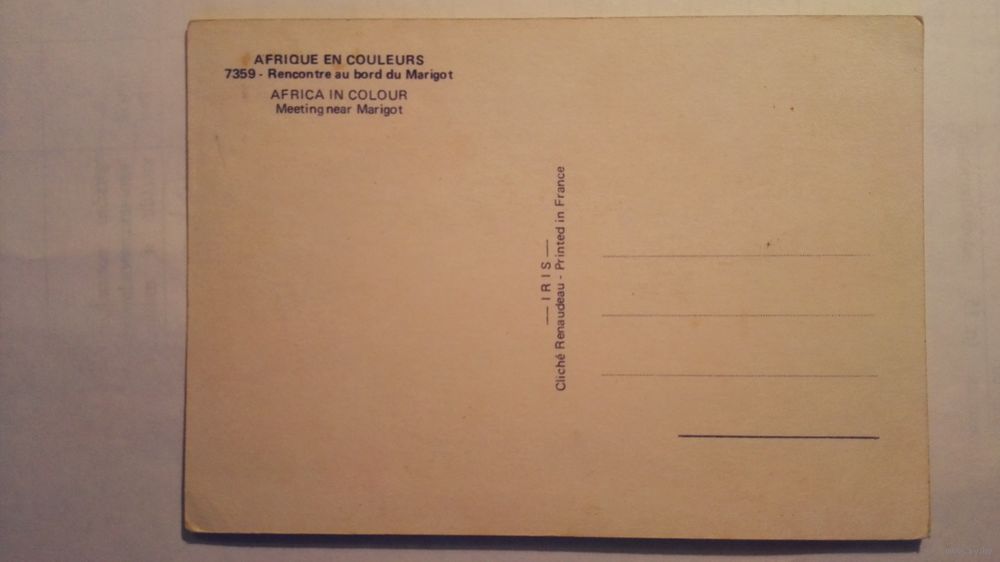 AFRIQUE EN COULEURS
7359 - Rencontre au bord du Marigot
AFRICA IN COLOUR
Meeting near Marigot
— IRIS —
Cliché Renaudeau - Printed in France